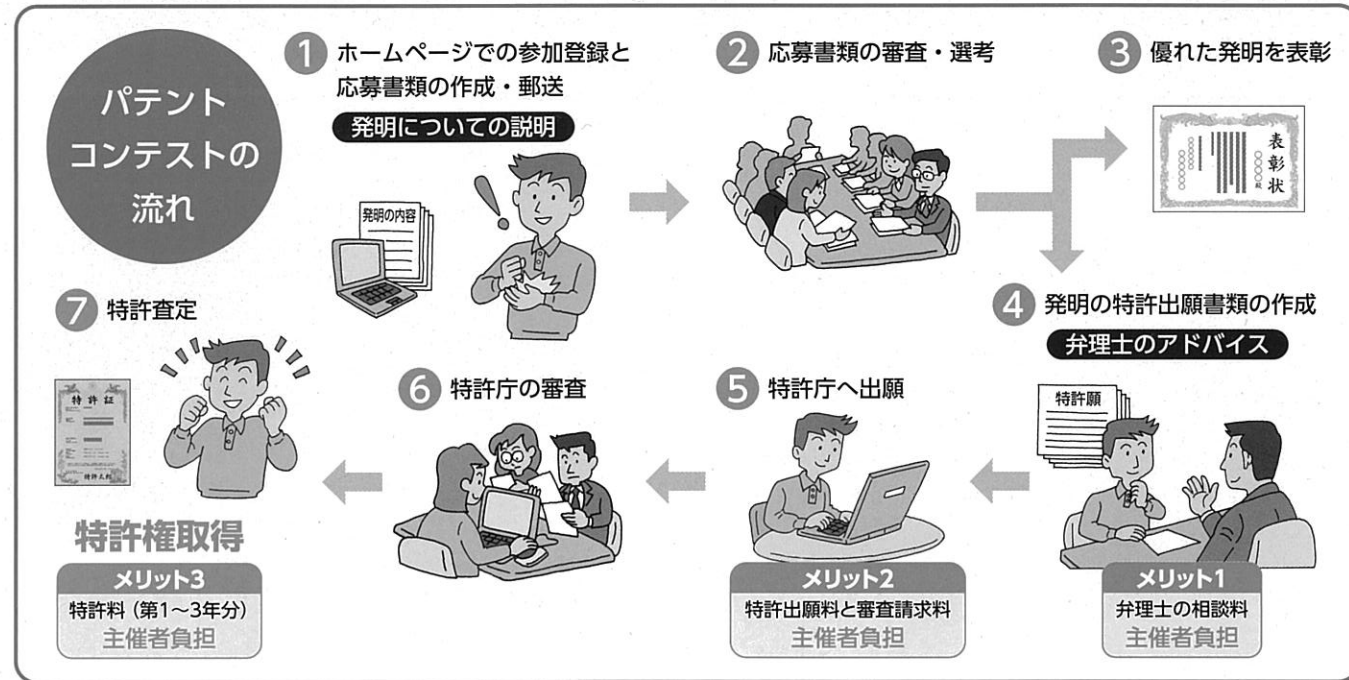 パテント
コンテストの
流れ
1 ホームページでの参加登録と
応募書類の作成・郵送
発明についての説明
発明の内容
2 応募書類の審査・選考
3 優れた発明を表彰
表彰状
4 発明の特許出願書類の作成
弁理士のアドバイス
特許願
メリット1
弁理士の相談料
主催者負担
5 特許庁へ出願
メリット2
特許出願料と審査請求料
主催者負担
6 特許庁の審査
7 特許査定
特許証
特許権取得
メリット3
特許料(第1~3年分)
主催者負担